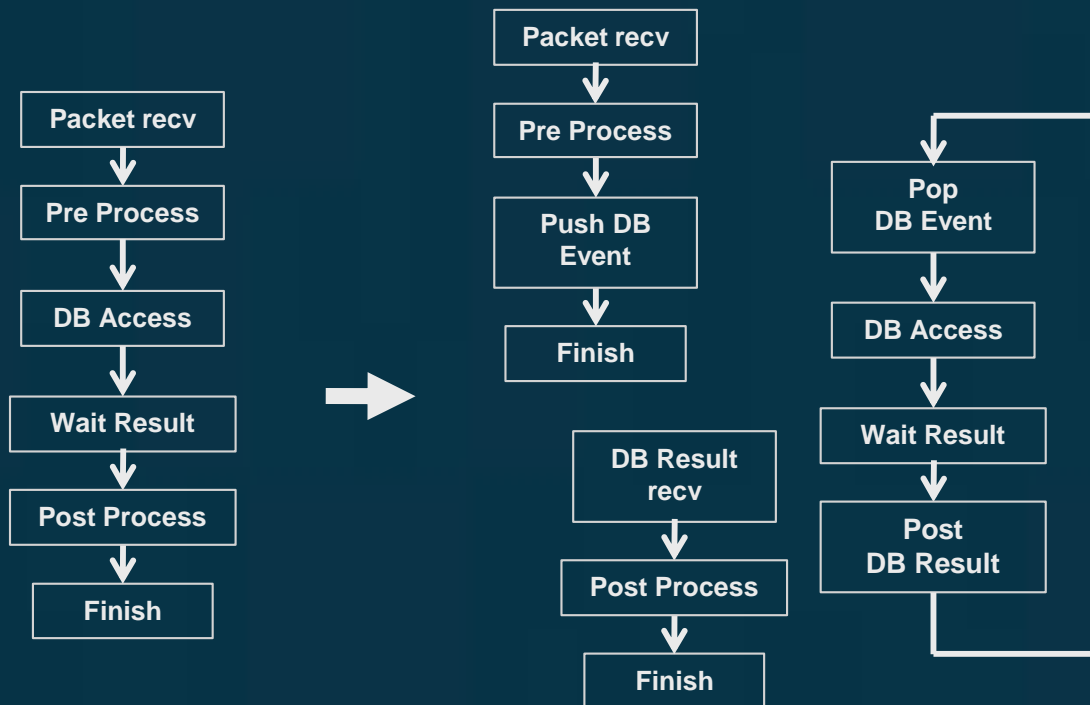 Packet recv
Pre Process
DB Access
Wait Result
Post Process
Finish
Packet recv
Pre Process
Push DB
Event
Finish
DB Result
recv
Post Process
Finish
Pop
DB Event
DB Access
Wait Result
Post
DB Result